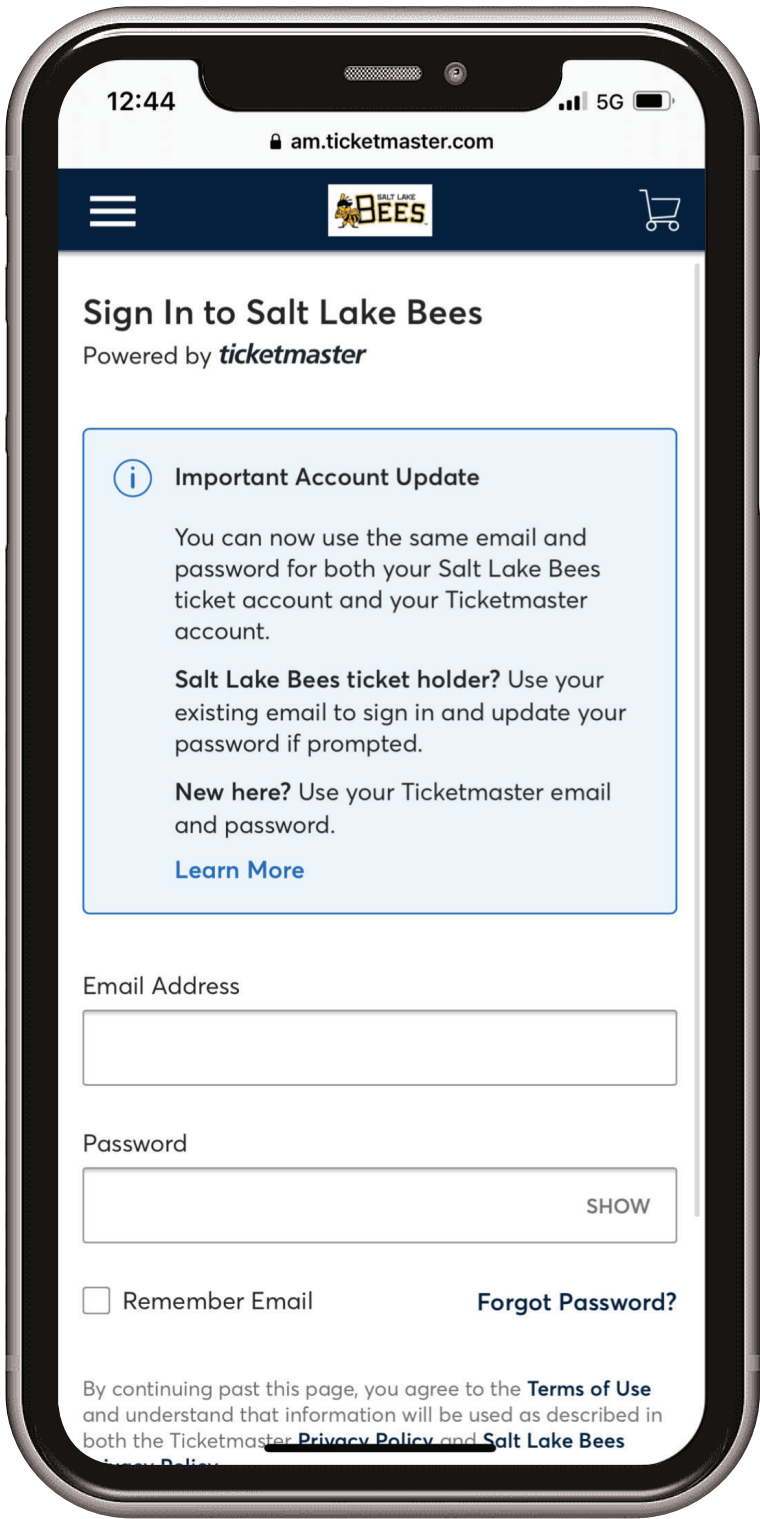 12:44
5G
am.ticketmaster.com
SALT LAKE
BEES
Sign In to Salt Lake Bees
Powered by ticketmaster
Important Account Update
You can now use the same email and
password for both your Salt Lake Bees
ticket account and your Ticketmaster
account.
Salt Lake Bees ticket holder? Use your
existing email to sign in and update your
password if prompted.
New here? Use your Ticketmaster email
and password.
Learn More
Email Address
Password
SHOW
Remember Email
Forgot Password?
By continuing past this page, you agree to the Terms of Use
and understand that information will be used as described in
both the Ticketmaster Privacy Policy and Salt Lake Bees
Privacy Policy